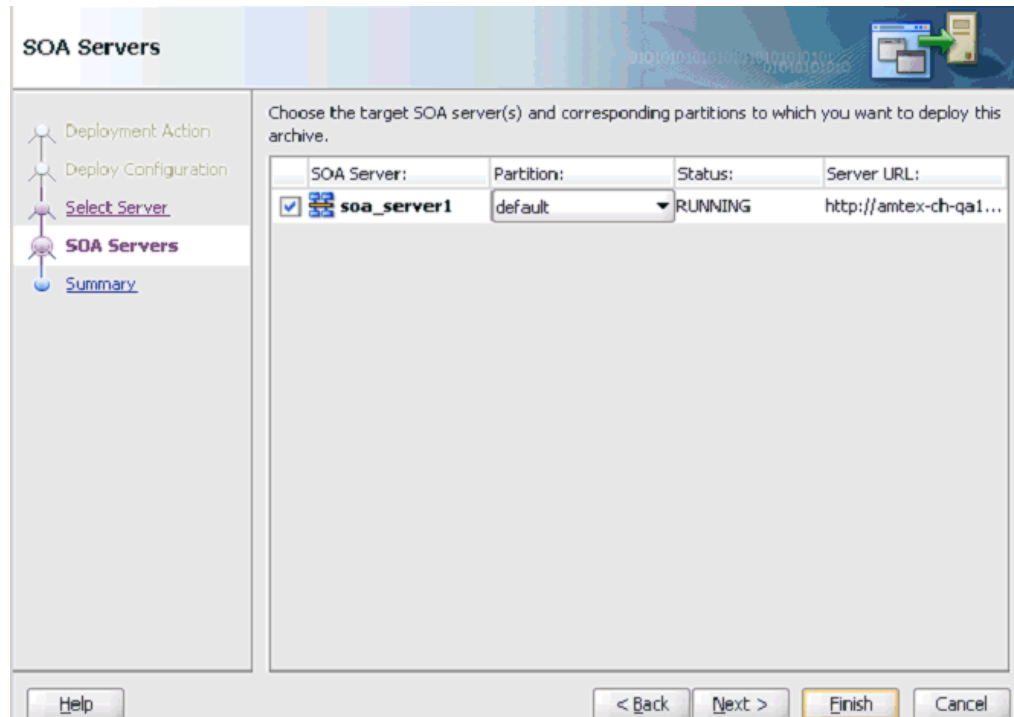 SOA Servers
Deployment Action
Deploy Configuration
Select Server
SOA Servers
Summary
Choose the target SOA server(s) and corresponding partitions to which you want to deploy this
archive.
SOA Server: Partition: Status: Server URL:
soa_server1 default RUNNING http://amtex-ch-qa1...
Help < Back Next > Finish Cancel